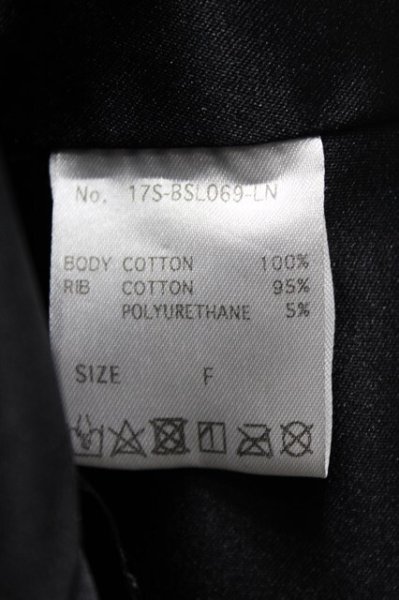 No. 17S-BSL069-LN
BODY COTTON 100%
RIB COTTON 95%
POLYURETHANE 5%
SIZE F